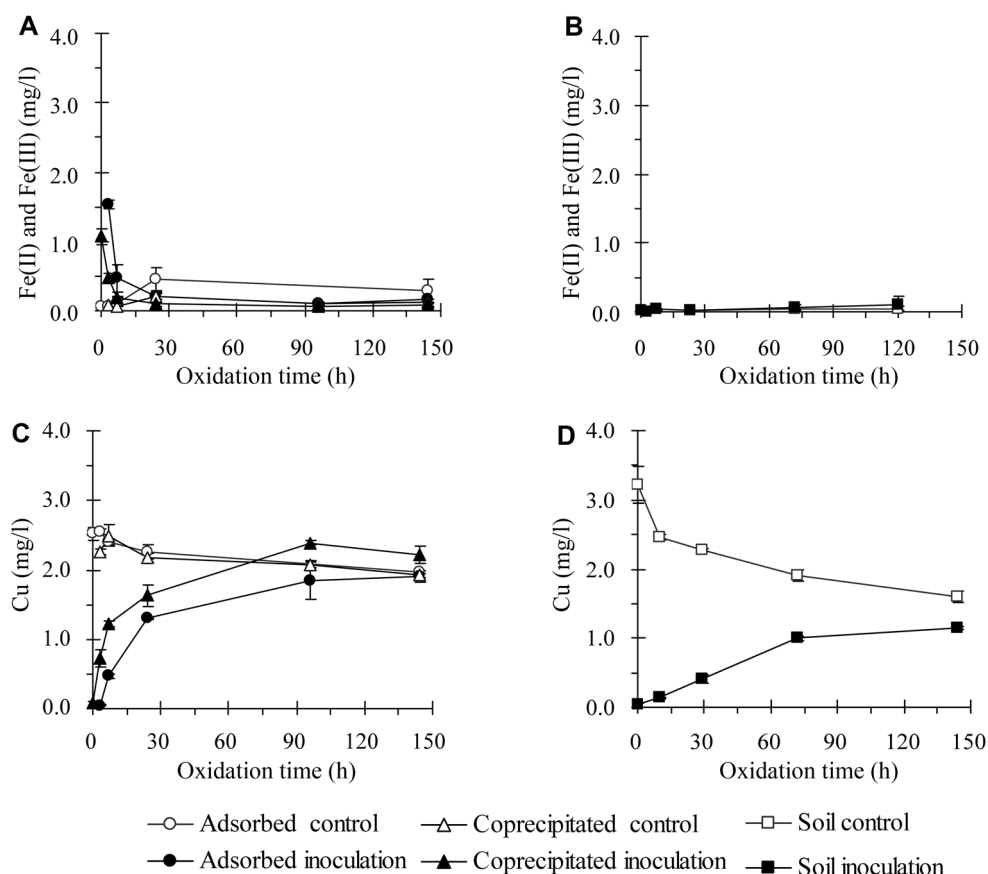 A
4.0
3.0
2.0
1.0
0.0
Fe(II) and Fe(III) (mg/l)
0 30 60 90 120 150
Oxidation time (h)
B
4.0
3.0
2.0
1.0
0.0
Fe(II) and Fe(III) (mg/l)
0 30 60 90 120 150
Oxidation time (h)
C
4.0
3.0
2.0
1.0
0.0
Cu (mg/l)
0 30 60 90 120 150
Oxidation time (h)
D
4.0
3.0
2.0
1.0
0.0
Cu (mg/l)
0 30 60 90 120 150
Oxidation time (h)
Adsorbed control Coprecipitated control Soil control
Adsorbed inoculation Coprecipitated inoculation Soil inoculation